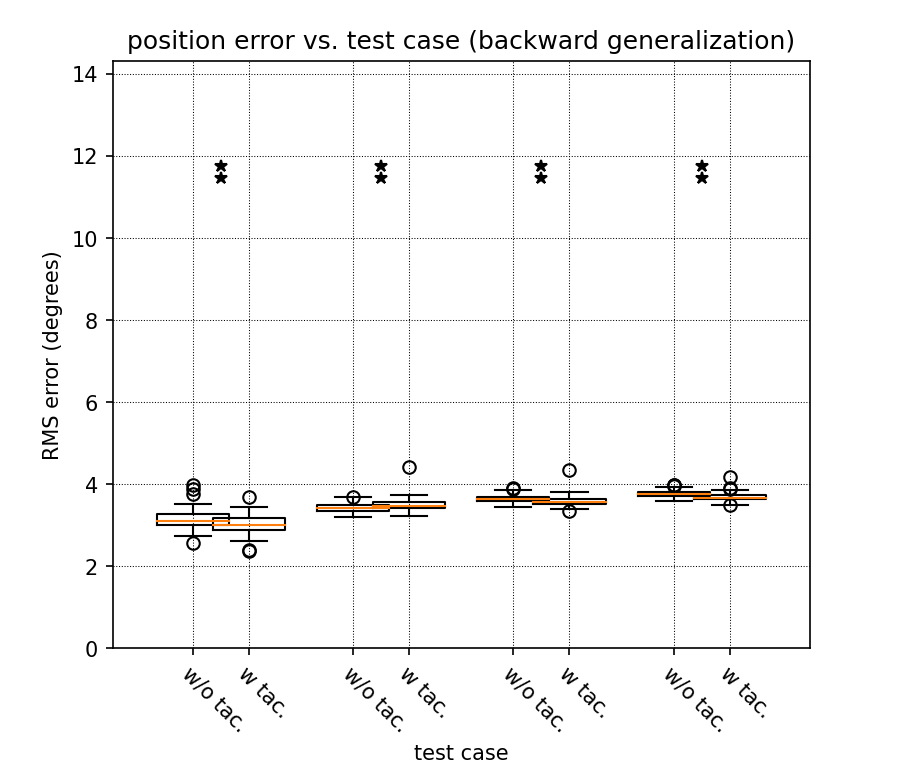 position error vs. test case (backward generalization)
14
12
10
8
6
4
2
0
RMS error (degrees)
w/o tac.
w tac.
w/o tac.
w tac.
w/o tac.
w tac.
w/o tac.
w tac.
test case